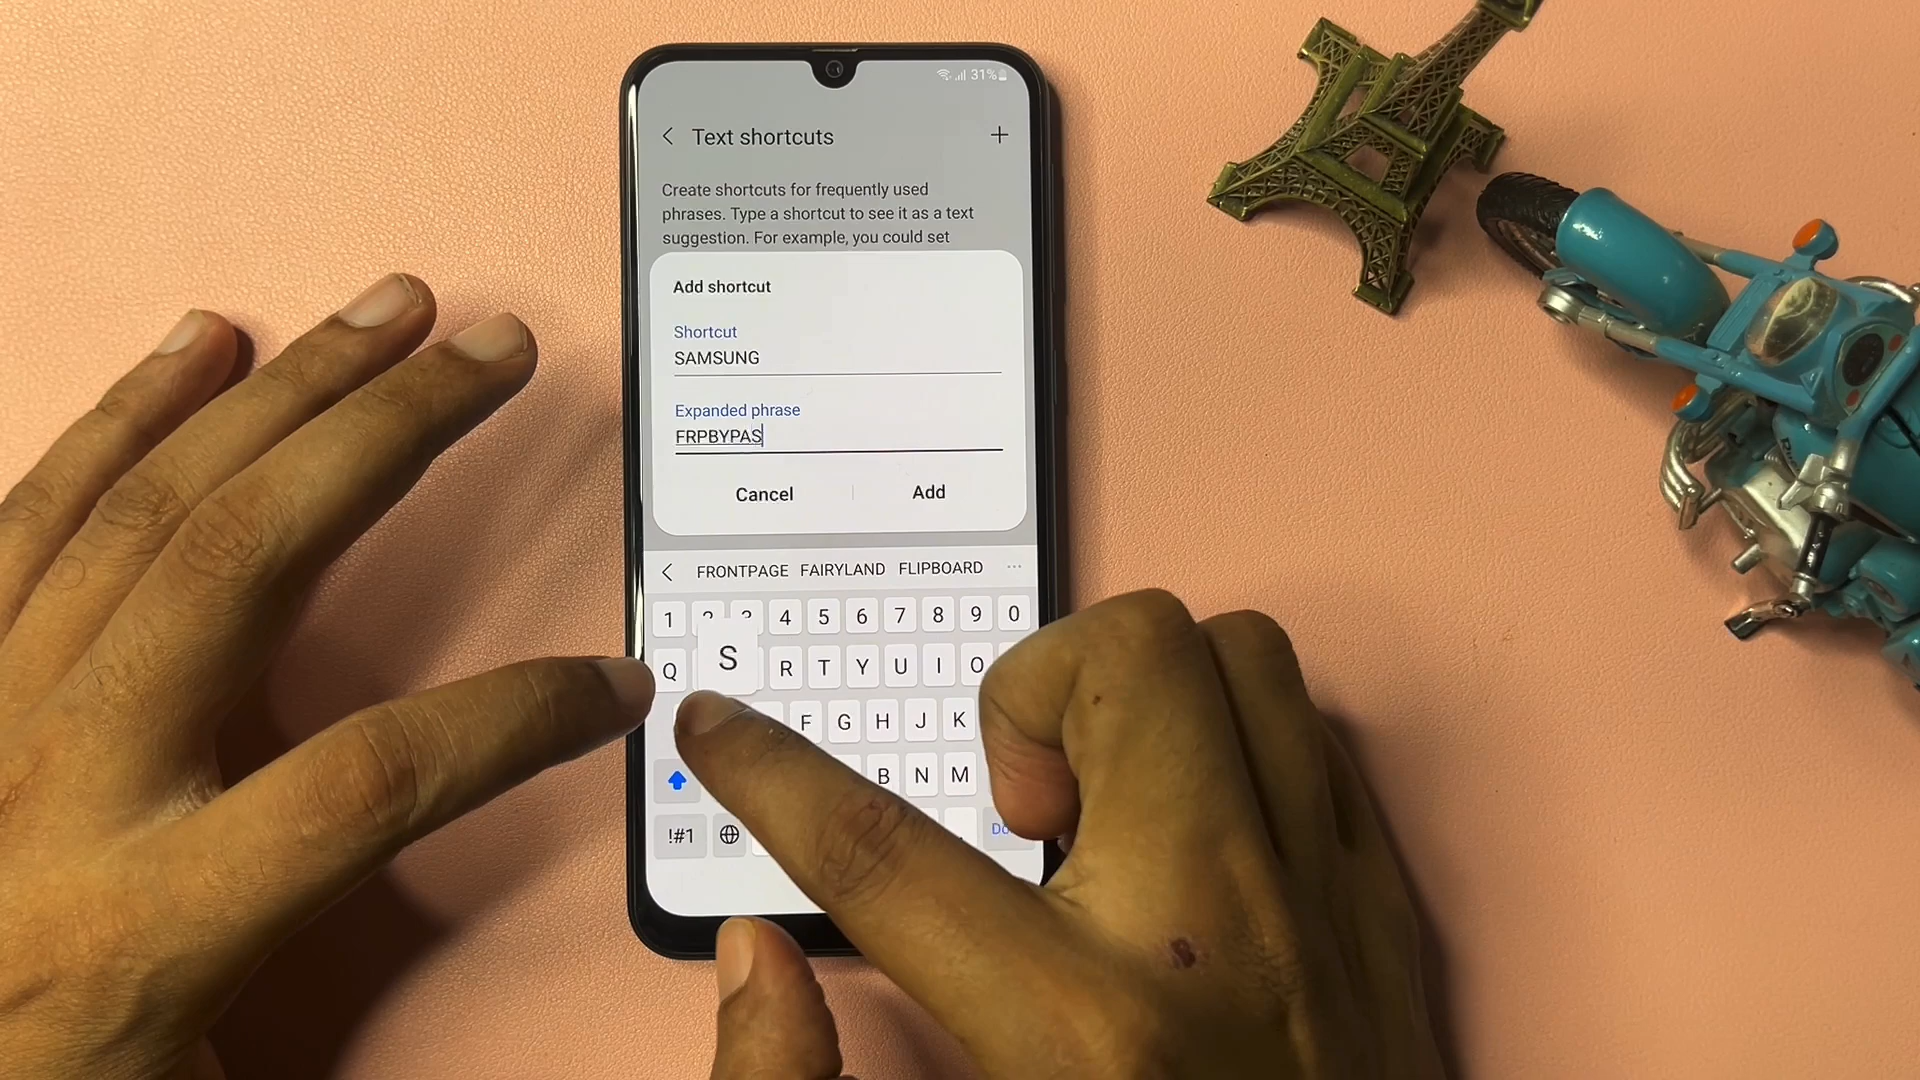 31%
Text shortcuts
Create shortcuts for frequently used
phrases. Type a shortcut to see it as a text
suggestion. For example, you could set
Add shortcut
Shortcut
SAMSUNG
Expanded phrase
FRPBYPAS
Cancel
Add
FRONTPAGE FAIRYLAND FLIPBOARD
1 4 5 6 7 8 9 0
S
Q R T Y U I O
F G H J K
B N M
!#1